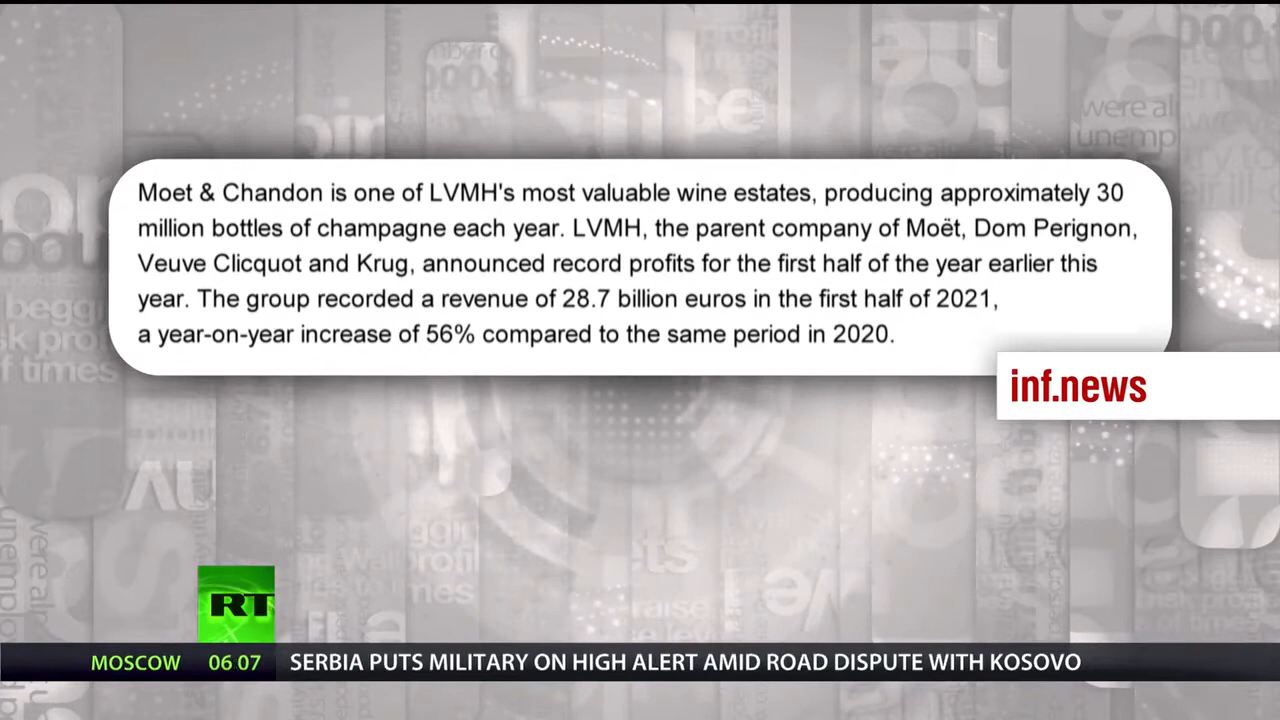 Moet & Chandon is one of LVMH's most valuable wine estates, producing approximately 30
million bottles of champagne each year. LVMH, the parent company of Moët, Dom Perignon,
Veuve Clicquot and Krug, announced record profits for the first half of the year earlier this
year. The group recorded a revenue of 28.7 billion euros in the first half of 2021,
a year-on-year increase of 56% compared to the same period in 2020.
inf.news
RT
MOSCOW 06 07 SERBIA PUTS MILITARY ON HIGH ALERT AMID ROAD DISPUTE WITH KOSOVO